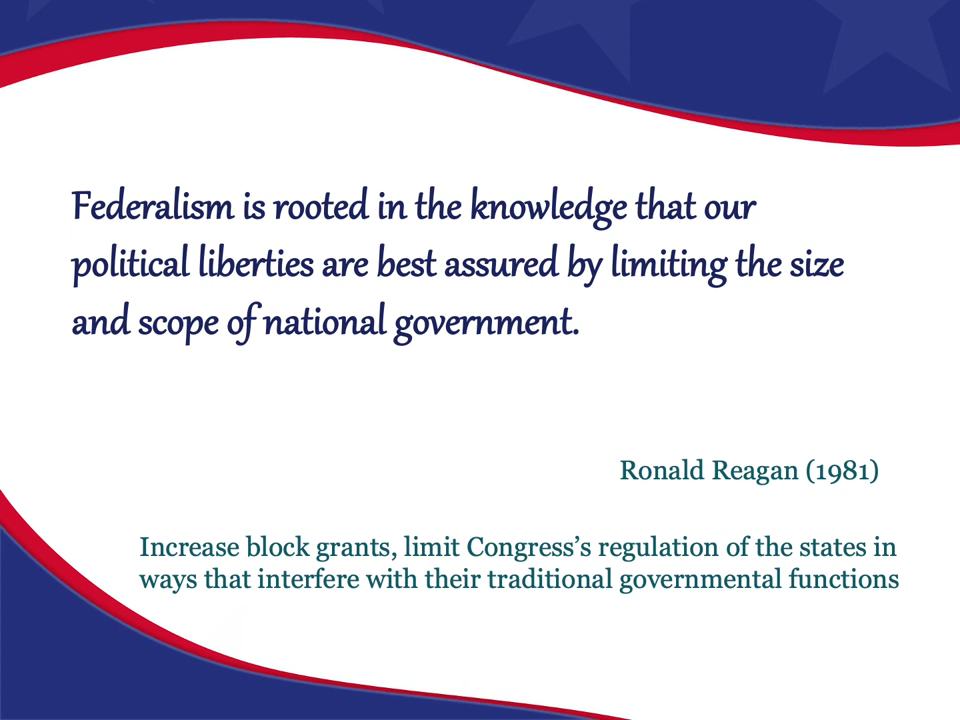 Federalism is rooted in the knowledge that our
political liberties are best assured by limiting the size
and scope of national government.
Ronald Reagan (1981)
Increase block grants, limit Congress’s regulation of the states in
ways that interfere with their traditional governmental functions